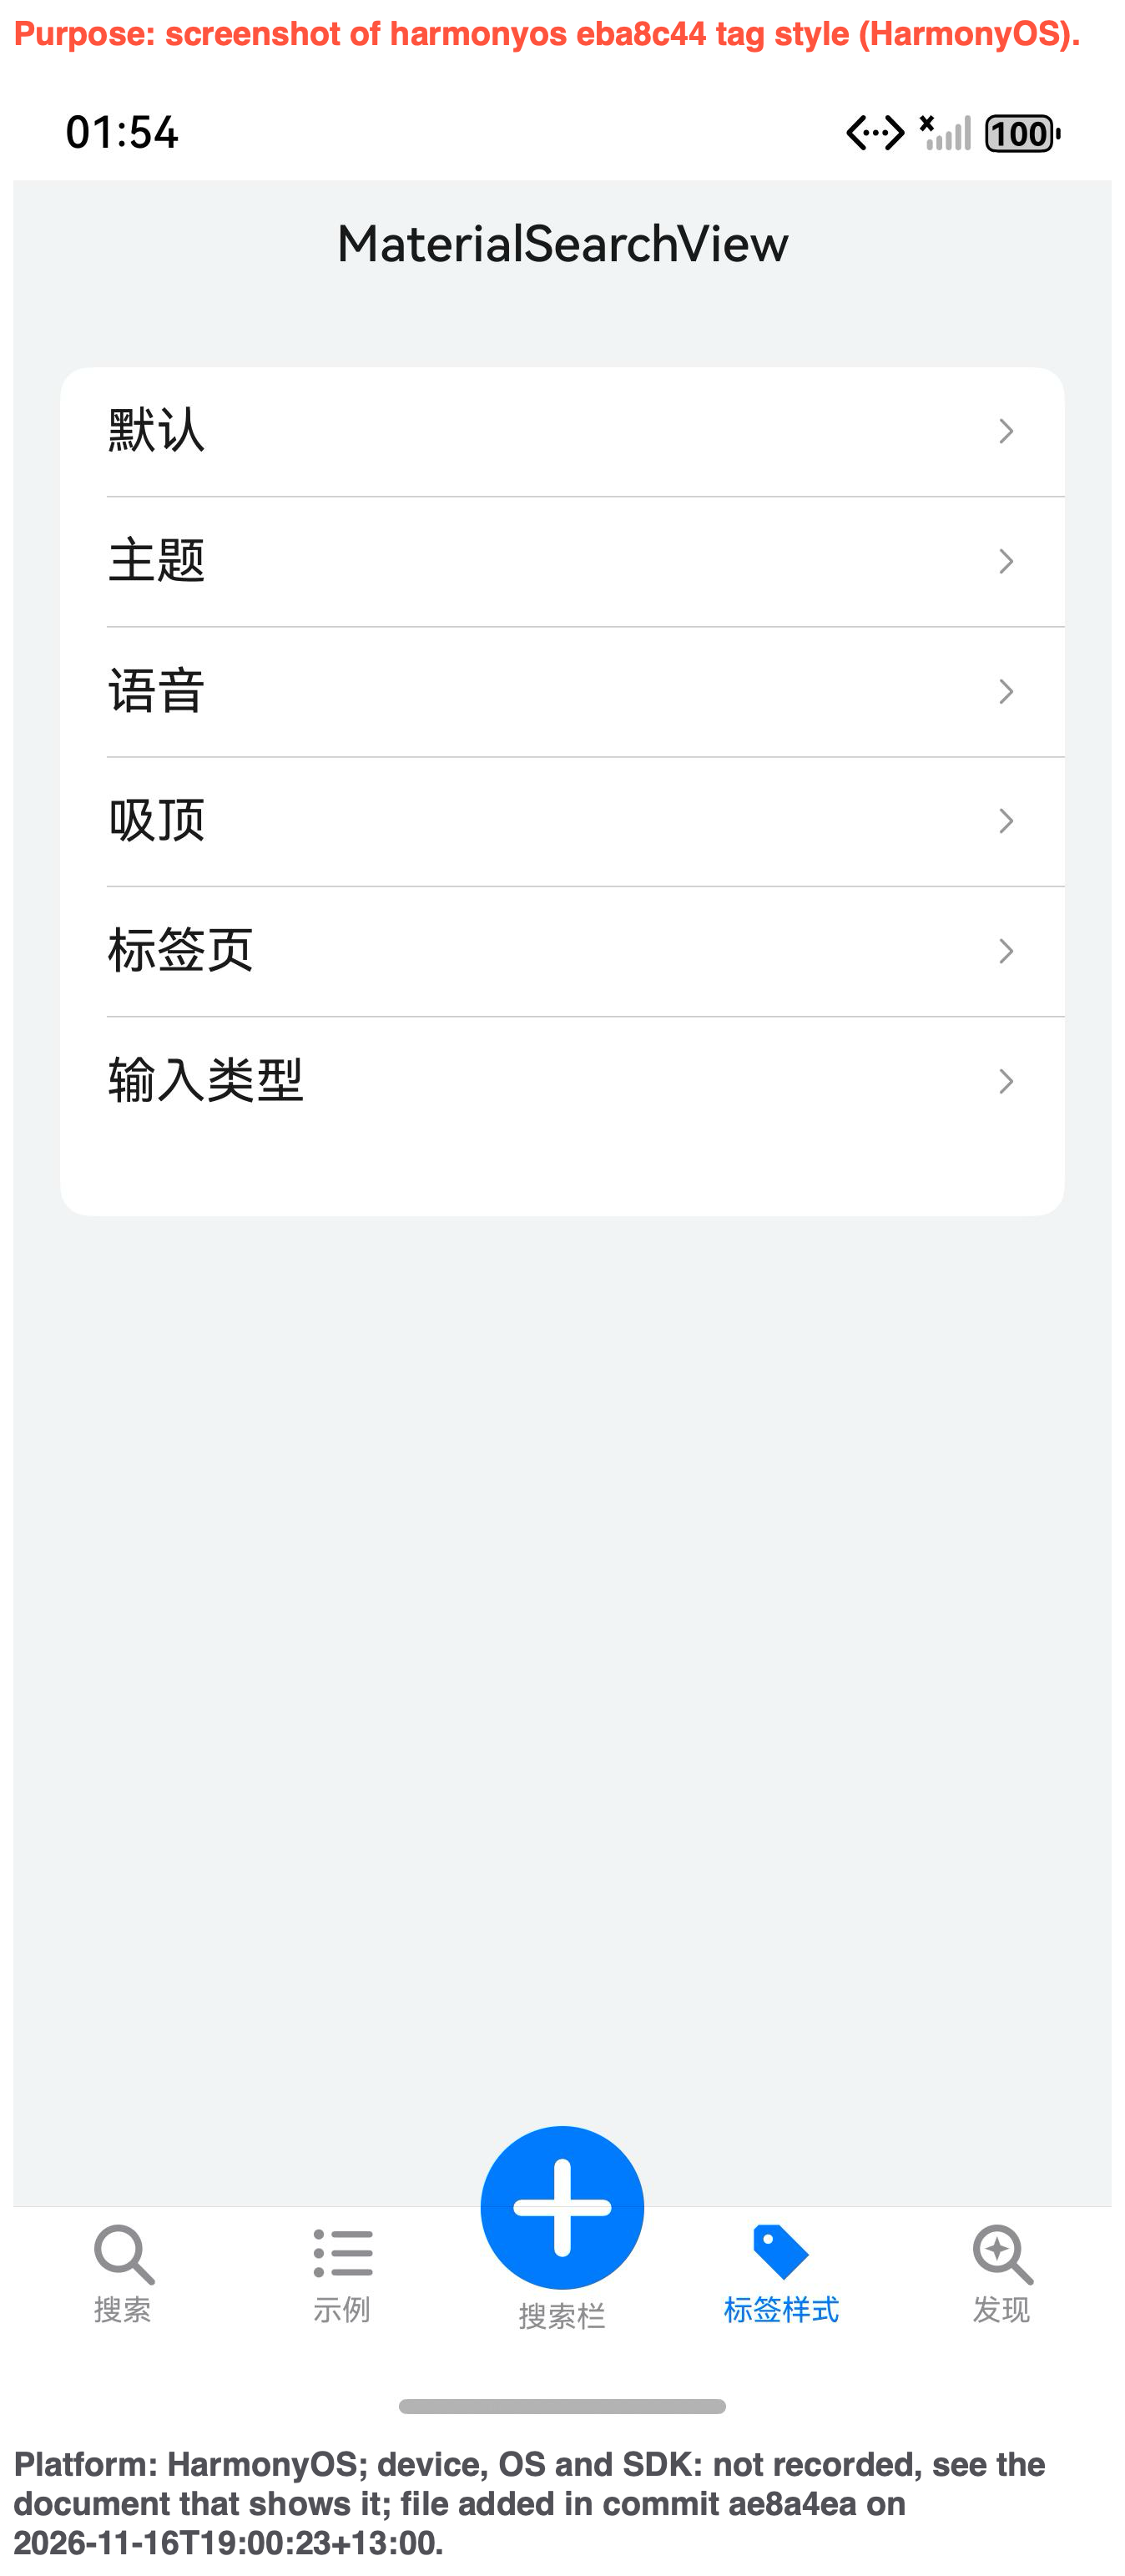 Purpose: screenshot of harmonyos eba8c44 tag style (HarmonyOS).
01:54
100
MaterialSearchView
默认
主题
语音
吸顶
标签页
输入类型
搜索
示例
搜索栏
标签样式
发现
Platform: HarmonyOS; device, OS and SDK: not recorded, see the
document that shows it; file added in commit ae8a4ea on
2026-11-16T19:00:23+13:00.